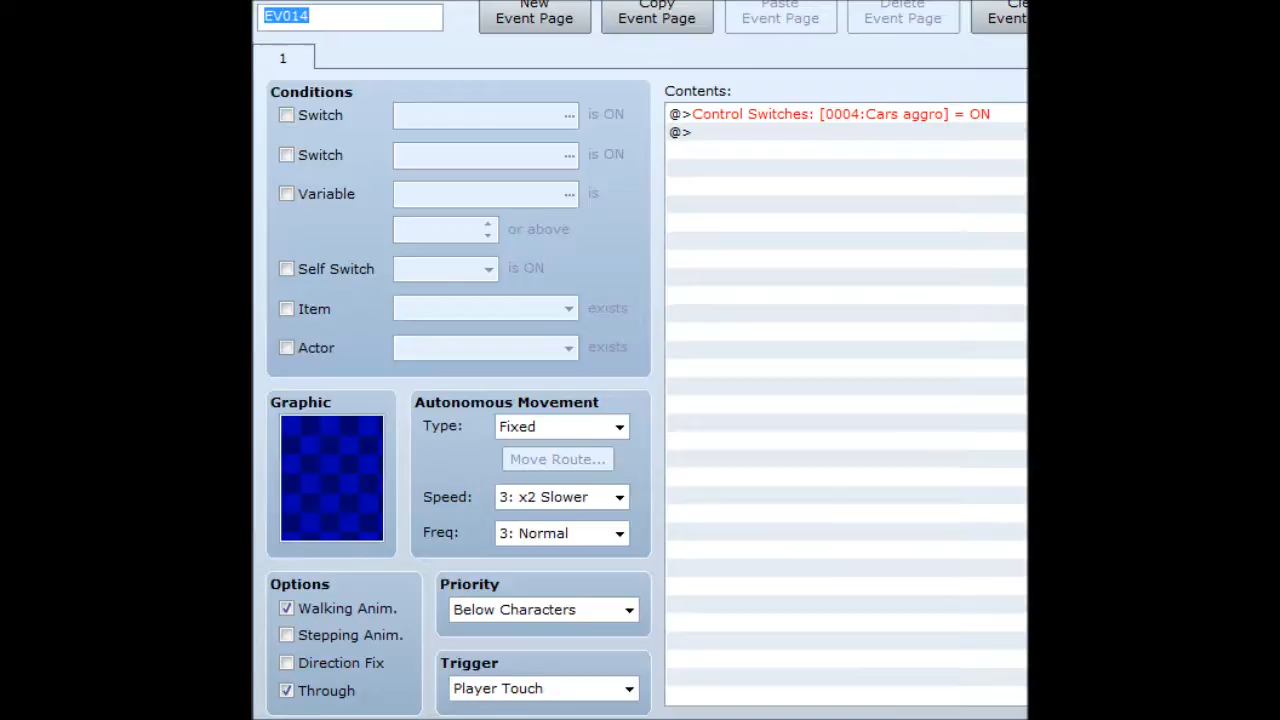 EV014
New
Event Page
Copy
Event Page
Paste
Event Page
Delete
Event Page
Event
1
Conditions
Switch ... is ON
Switch ... is ON
Variable ... is
or above
Self Switch is ON
Item exists
Actor exists
Graphic
Autonomous Movement
Type: Fixed
Move Route...
Speed: 3: x2 Slower
Freq: 3: Normal
Options
Walking Anim.
Stepping Anim.
Direction Fix
Through
Priority
Below Characters
Trigger
Player Touch
Contents:
@>Control Switches: [0004:Cars aggro] = ON
@>